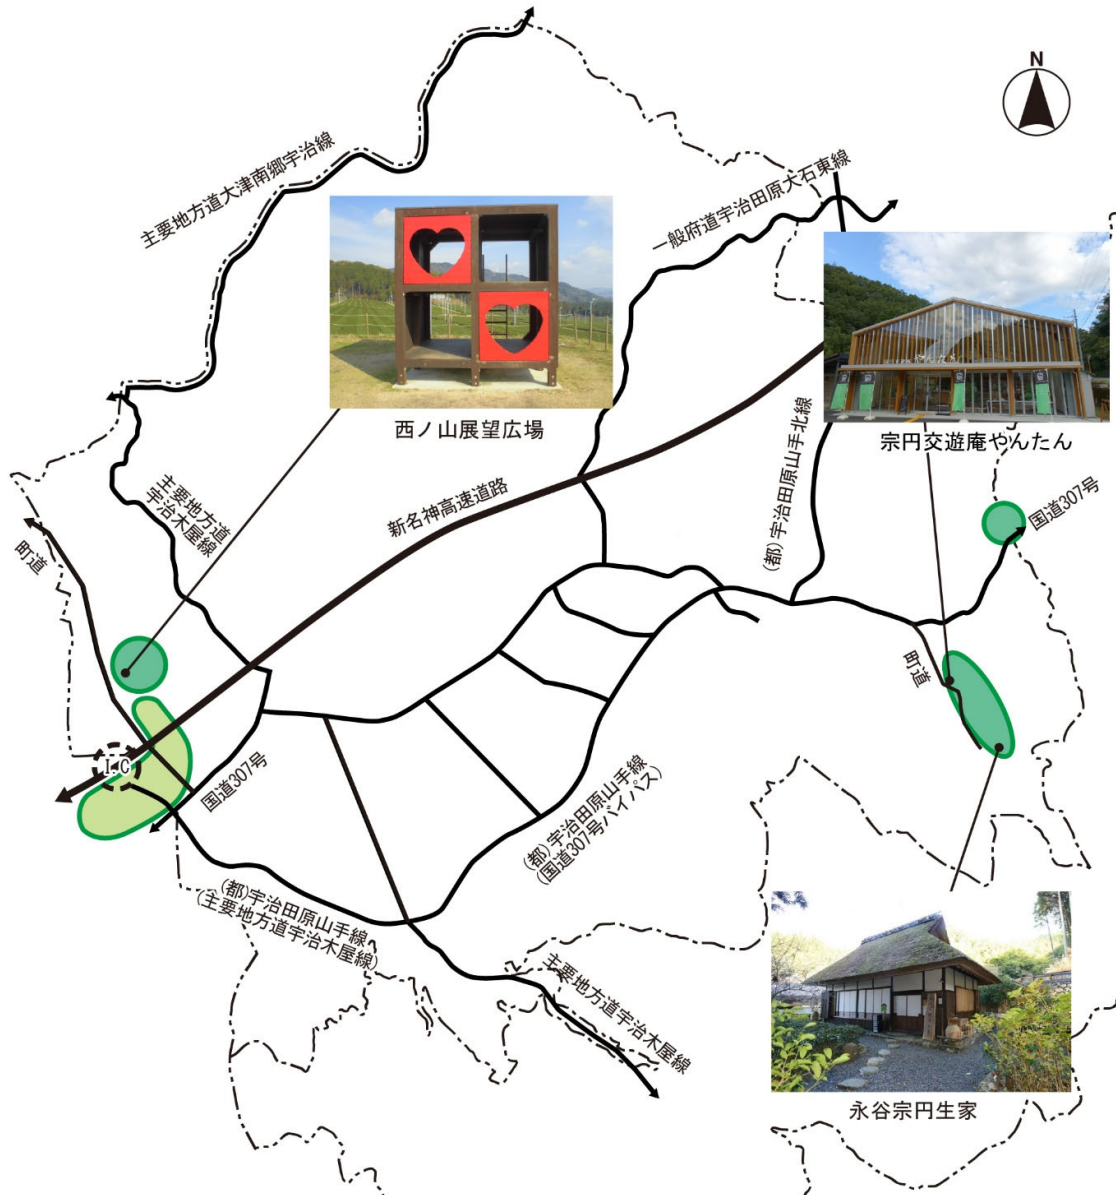 N
主要地方道大津南郷宇治線
一般府道宇治田原大石東線
西ノ山展望広場
宗円交遊庵やんたん
主要地方道
宇治木屋線
新名神高速道路
(都)宇治田原山手北線
国道307号
町道
町道
I.C
国道307号
(都)宇治田原山手線
(国道307号バイパス)
(都)宇治田原山手線
(主要地方道宇治木屋線)
主要地方道宇治木屋線
永谷宗円生家